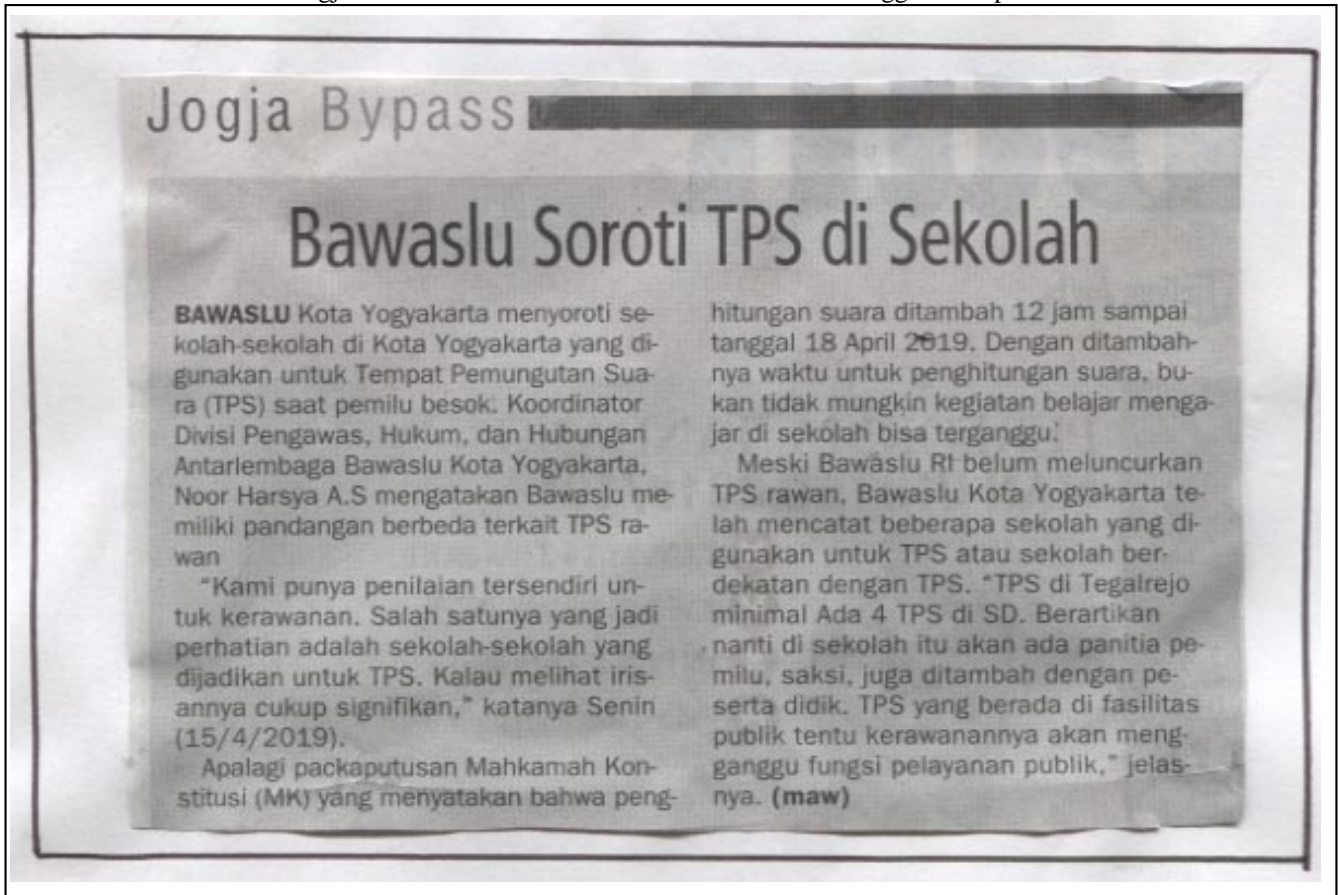 Jogja Bypass
Bawaslu Soroti TPS di Sekolah
BAWASLU Kota Yogyakarta menyoroti se-
kolah-sekolah di Kota Yogyakarta yang di-
gunakan untuk Tempat Pemungutan Sua-
ra (TPS) saat pemilu besok. Koordinator
Divisi Pengawas, Hukum, dan Hubungan
Antarlembaga Bawaslu Kota Yogyakarta,
Noor Harsya A.S mengatakan Bawaslu me-
miliki pandangan berbeda terkait TPS ra-
wan
"Kami punya penilaian tersendiri un-
tuk kerawanan. Salah satunya yang jadi
perhatian adalah sekolah-sekolah yang
dijadikan untuk TPS. Kalau melihat iris-
annya cukup signifikan," katanya Senin
(15/4/2019).
Apalagi packaputusan Mahkamah Kon-
stitusi (MK) yang menyatakan bahwa peng-
hitungan suara ditambah 12 jam sampai
tanggal 18 April 2019. Dengan ditambah-
nya waktu untuk penghitungan suara, bu-
kan tidak mungkin kegiatan belajar menga-
jar di sekolah bisa terganggu.
Meski Bawaslu RI belum meluncurkan
TPS rawan, Bawaslu Kota Yogyakarta te-
lah mencatat beberapa sekolah yang di-
gunakan untuk TPS atau sekolah ber-
dekatan dengan TPS. "TPS di Tegalrejo
minimal Ada 4 TPS di SD. Berartikan
nanti di sekolah itu akan ada panitia pe-
milu, saksi, juga ditambah dengan pe-
serta didik. TPS yang berada di fasilitas
publik tentu kerawanannya akan meng-
ganggu fungsi pelayanan publik," jelas-
nya. (maw)